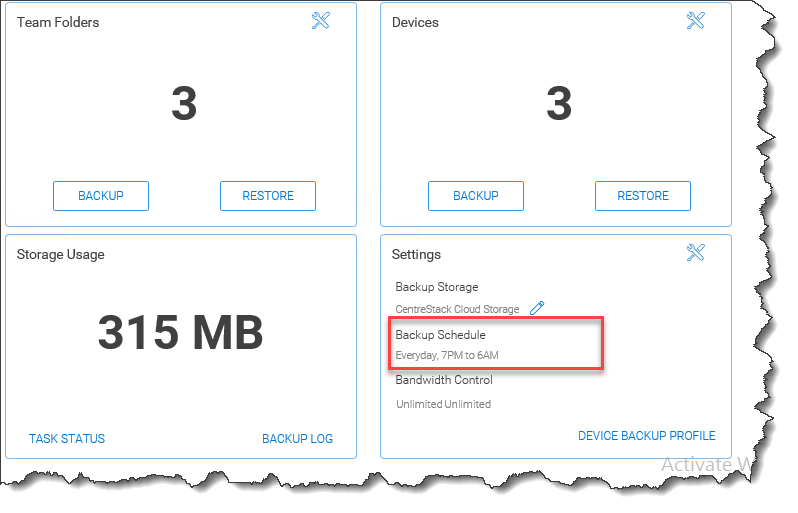 Team Folders
3
BACKUP
RESTORE
Devices
3
BACKUP
RESTORE
Storage Usage
315 MB
TASK STATUS
BACKUP LOG
Settings
Backup Storage
CentreStack Cloud Storage
Backup Schedule
Everyday, 7PM to 6AM
Bandwidth Control
Unlimited Unlimited
DEVICE BACKUP PROFILE
Activate W